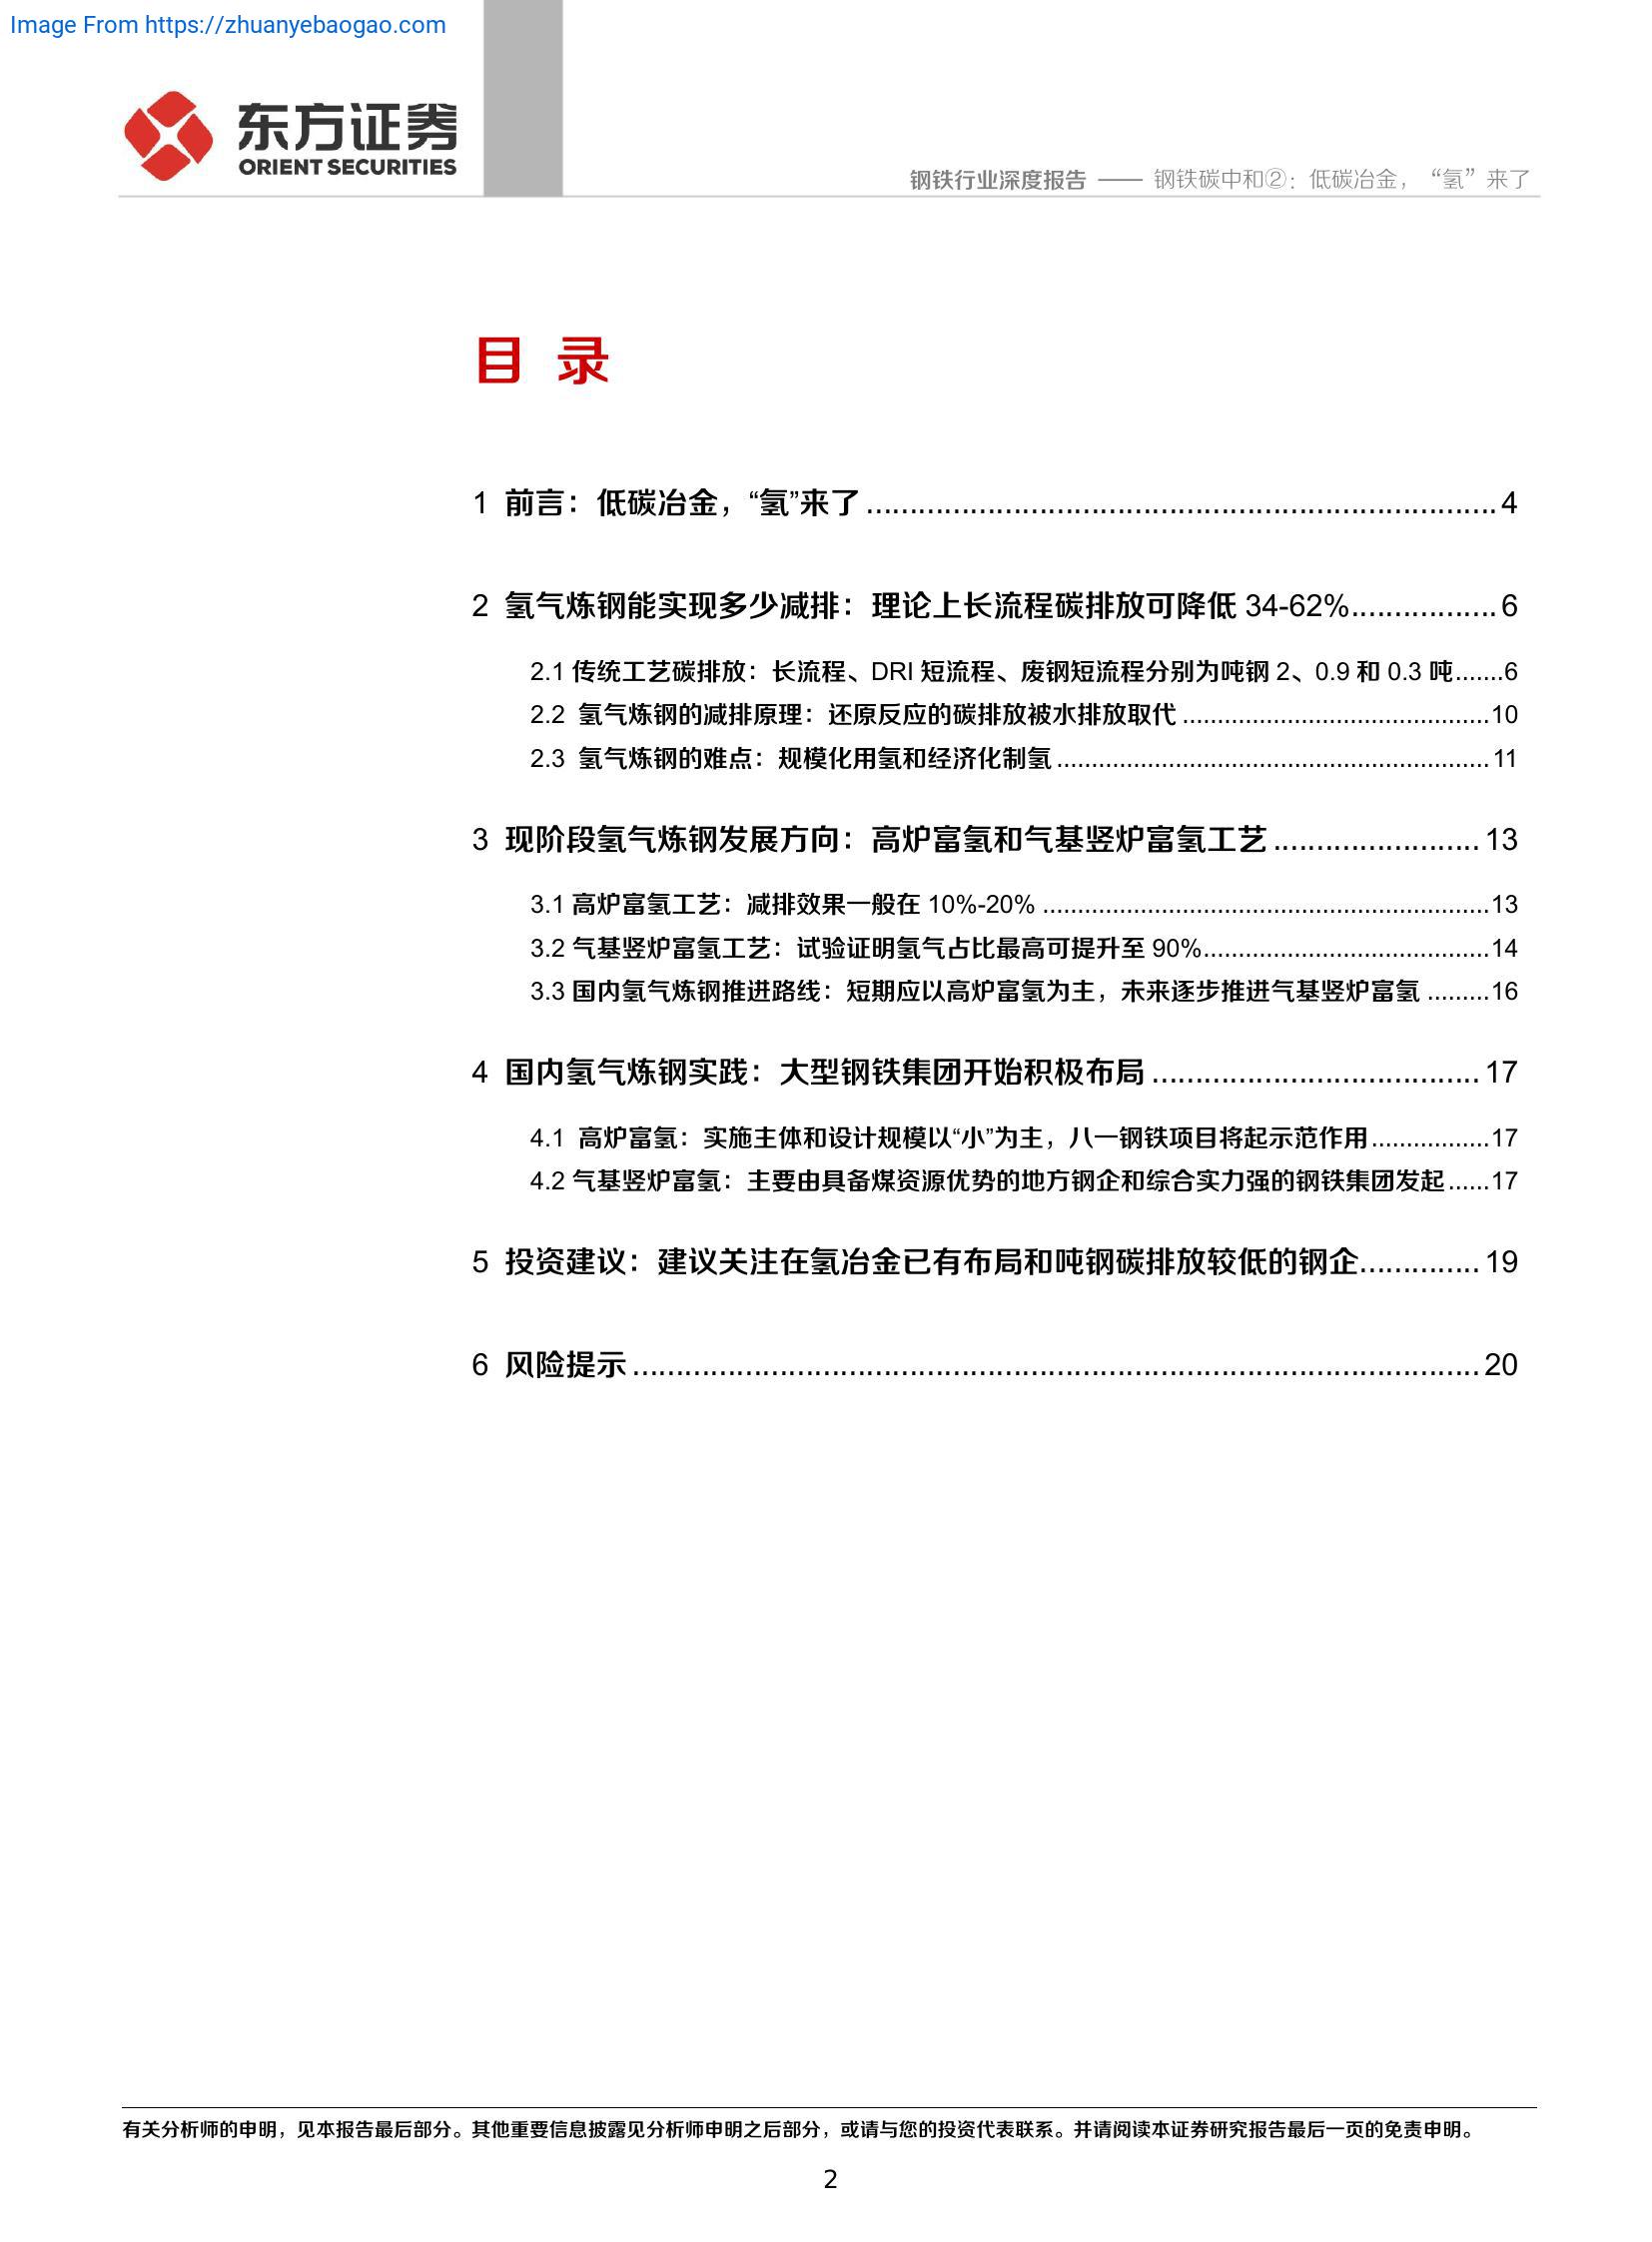 Image From https://zhuanyebaogao.com
东方证券
ORIENT SECURITIES
钢铁行业深度报告 —— 钢铁碳中和②：低碳冶金，“氢”来了
目 录
1 前言：低碳冶金，“氢”来了......................................................................... 4
2 氢气炼钢能实现多少减排：理论上长流程碳排放可降低 34-62%................. 6
2.1 传统工艺碳排放：长流程、DRI 短流程、废钢短流程分别为吨钢 2、0.9 和 0.3 吨.......6
2.2 氢气炼钢的减排原理：还原反应的碳排放被水排放取代 ............................................10
2.3 氢气炼钢的难点：规模化用氢和经济化制氢 .............................................................. 11
3 现阶段氢气炼钢发展方向：高炉富氢和气基竖炉富氢工艺 ........................ 13
3.1 高炉富氢工艺：减排效果一般在 10%-20% ................................................................13
3.2 气基竖炉富氢工艺：试验证明氢气占比最高可提升至 90%.........................................14
3.3 国内氢气炼钢推进路线：短期应以高炉富氢为主，未来逐步推进气基竖炉富氢 .........16
4 国内氢气炼钢实践：大型钢铁集团开始积极布局 ...................................... 17
4.1 高炉富氢：实施主体和设计规模以“小”为主，八一钢铁项目将起示范作用.................17
4.2 气基竖炉富氢：主要由具备煤资源优势的地方钢企和综合实力强的钢铁集团发起......17
5 投资建议：建议关注在氢冶金已有布局和吨钢碳排放较低的钢企.............. 19
6 风险提示.................................................................................................. 20
有关分析师的申明，见本报告最后部分。其他重要信息披露见分析师申明之后部分，或请与您的投资代表联系。并请阅读本证券研究报告最后一页的免责申明。
2